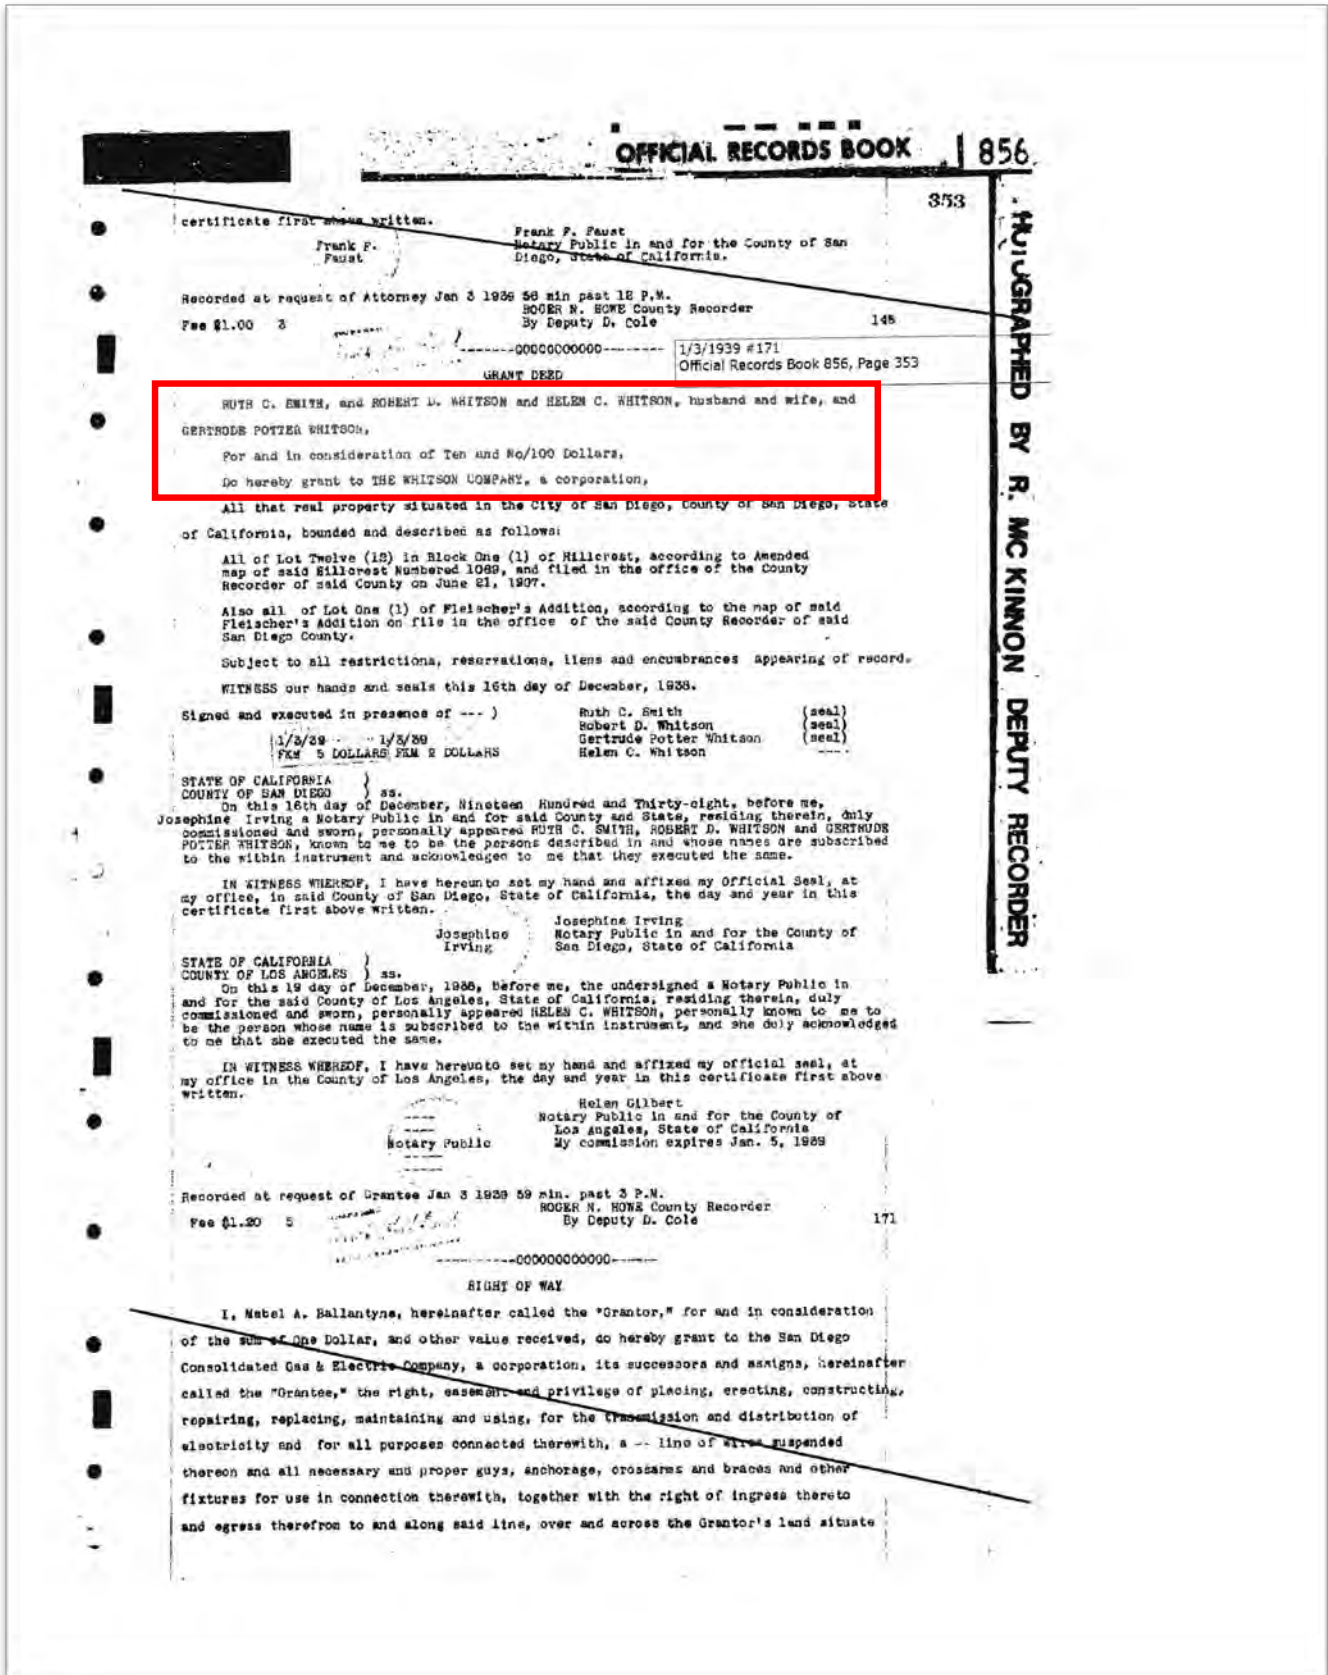 OFFICIAL RECORDS BOOK 856
353
HOTOGRAPHED BY R. MC KINNON DEPUTY RECORDER
certificate first above written.
Frank F. Faust
Frank F. Notary Public in and for the County of San
Faust Diego, State of California.
Recorded at request of Attorney Jan 3 1939 56 min past 12 P.M.
ROGER N. HOWE County Recorder
Fee $1.00 3 By Deputy D. Cole 148
--------00000000000---------
1/3/1939 #171
Official Records Book 856, Page 353
GRANT DEED
RUTH C. SMITH, and ROBERT D. WHITSON and HELEN C. WHITSON, husband and wife, and
GERTRUDE POTTER WHITSON,
For and in consideration of Ten and No/100 Dollars,
Do hereby grant to THE WHITSON COMPANY, a corporation,
All that real property situated in the City of San Diego, County of San Diego, State
of California, bounded and described as follows:
All of Lot Twelve (12) in Block One (1) of Hillcrest, according to Amended
map of said Hillcrest Numbered 1069, and filed in the office of the County
Recorder of said County on June 21, 1907.
Also all of Lot One (1) of Fleischer's Addition, according to the map of said
Fleischer's Addition on file in the office of the said County Recorder of said
San Diego County.
Subject to all restrictions, reservations, liens and encumbrances appearing of record.
WITNESS our hands and seals this 16th day of December, 1938.
Signed and executed in presence of --- ) Ruth C. Smith (seal)
Robert D. Whitson (seal)
1/3/39 1/3/39 Gertrude Potter Whitson (seal)
FKM 5 DOLLARS FKM 2 DOLLARS Helen C. Whitson ----
STATE OF CALIFORNIA )
COUNTY OF SAN DIEGO ) ss.
On this 16th day of December, Nineteen Hundred and Thirty-eight, before me,
Josephine Irving a Notary Public in and for said County and State, residing therein, duly
commissioned and sworn, personally appeared RUTH C. SMITH, ROBERT D. WHITSON and GERTRUDE
POTTER WHITSON, known to me to be the persons described in and whose names are subscribed
to the within instrument and acknowledged to me that they executed the same.
IN WITNESS WHEREOF, I have hereunto set my hand and affixed my Official Seal, at
my office, in said County of San Diego, State of California, the day and year in this
certificate first above written.
Josephine Irving
Josephine Notary Public in and for the County of
Irving San Diego, State of California
STATE OF CALIFORNIA )
COUNTY OF LOS ANGELES ) ss.
On this 19 day of December, 1938, before me, the undersigned a Notary Public in
and for the said County of Los Angeles, State of California, residing therein, duly
commissioned and sworn, personally appeared HELEN C. WHITSON, personally known to me to
be the person whose name is subscribed to the within instrument, and she duly acknowledged
to me that she executed the same.
IN WITNESS WHEREOF, I have hereunto set my hand and affixed my official seal, at
my office in the County of Los Angeles, the day and year in this certificate first above
written.
Helen Gilbert
---- Notary Public in and for the County of
---- Los Angeles, State of California
Notary Public My commission expires Jan. 5, 1939
Recorded at request of Grantee Jan 3 1939 59 min. past 3 P.M.
ROGER N. HOWE County Recorder
Fee $1.20 5 By Deputy D. Cole 171
-----------000000000000------
RIGHT OF WAY
I, Mabel A. Ballantyne, hereinafter called the "Grantor," for and in consideration
of the sum of One Dollar, and other value received, do hereby grant to the San Diego
Consolidated Gas & Electric Company, a corporation, its successors and assigns, hereinafter
called the "Grantee," the right, easement and privilege of placing, erecting, constructing,
repairing, replacing, maintaining and using, for the transmission and distribution of
electricity and for all purposes connected therewith, a -- line of wires suspended
thereon and all necessary and proper guys, anchorage, crossarms and braces and other
fixtures for use in connection therewith, together with the right of ingress thereto
and egress therefrom to and along said line, over and across the Grantor's land situate